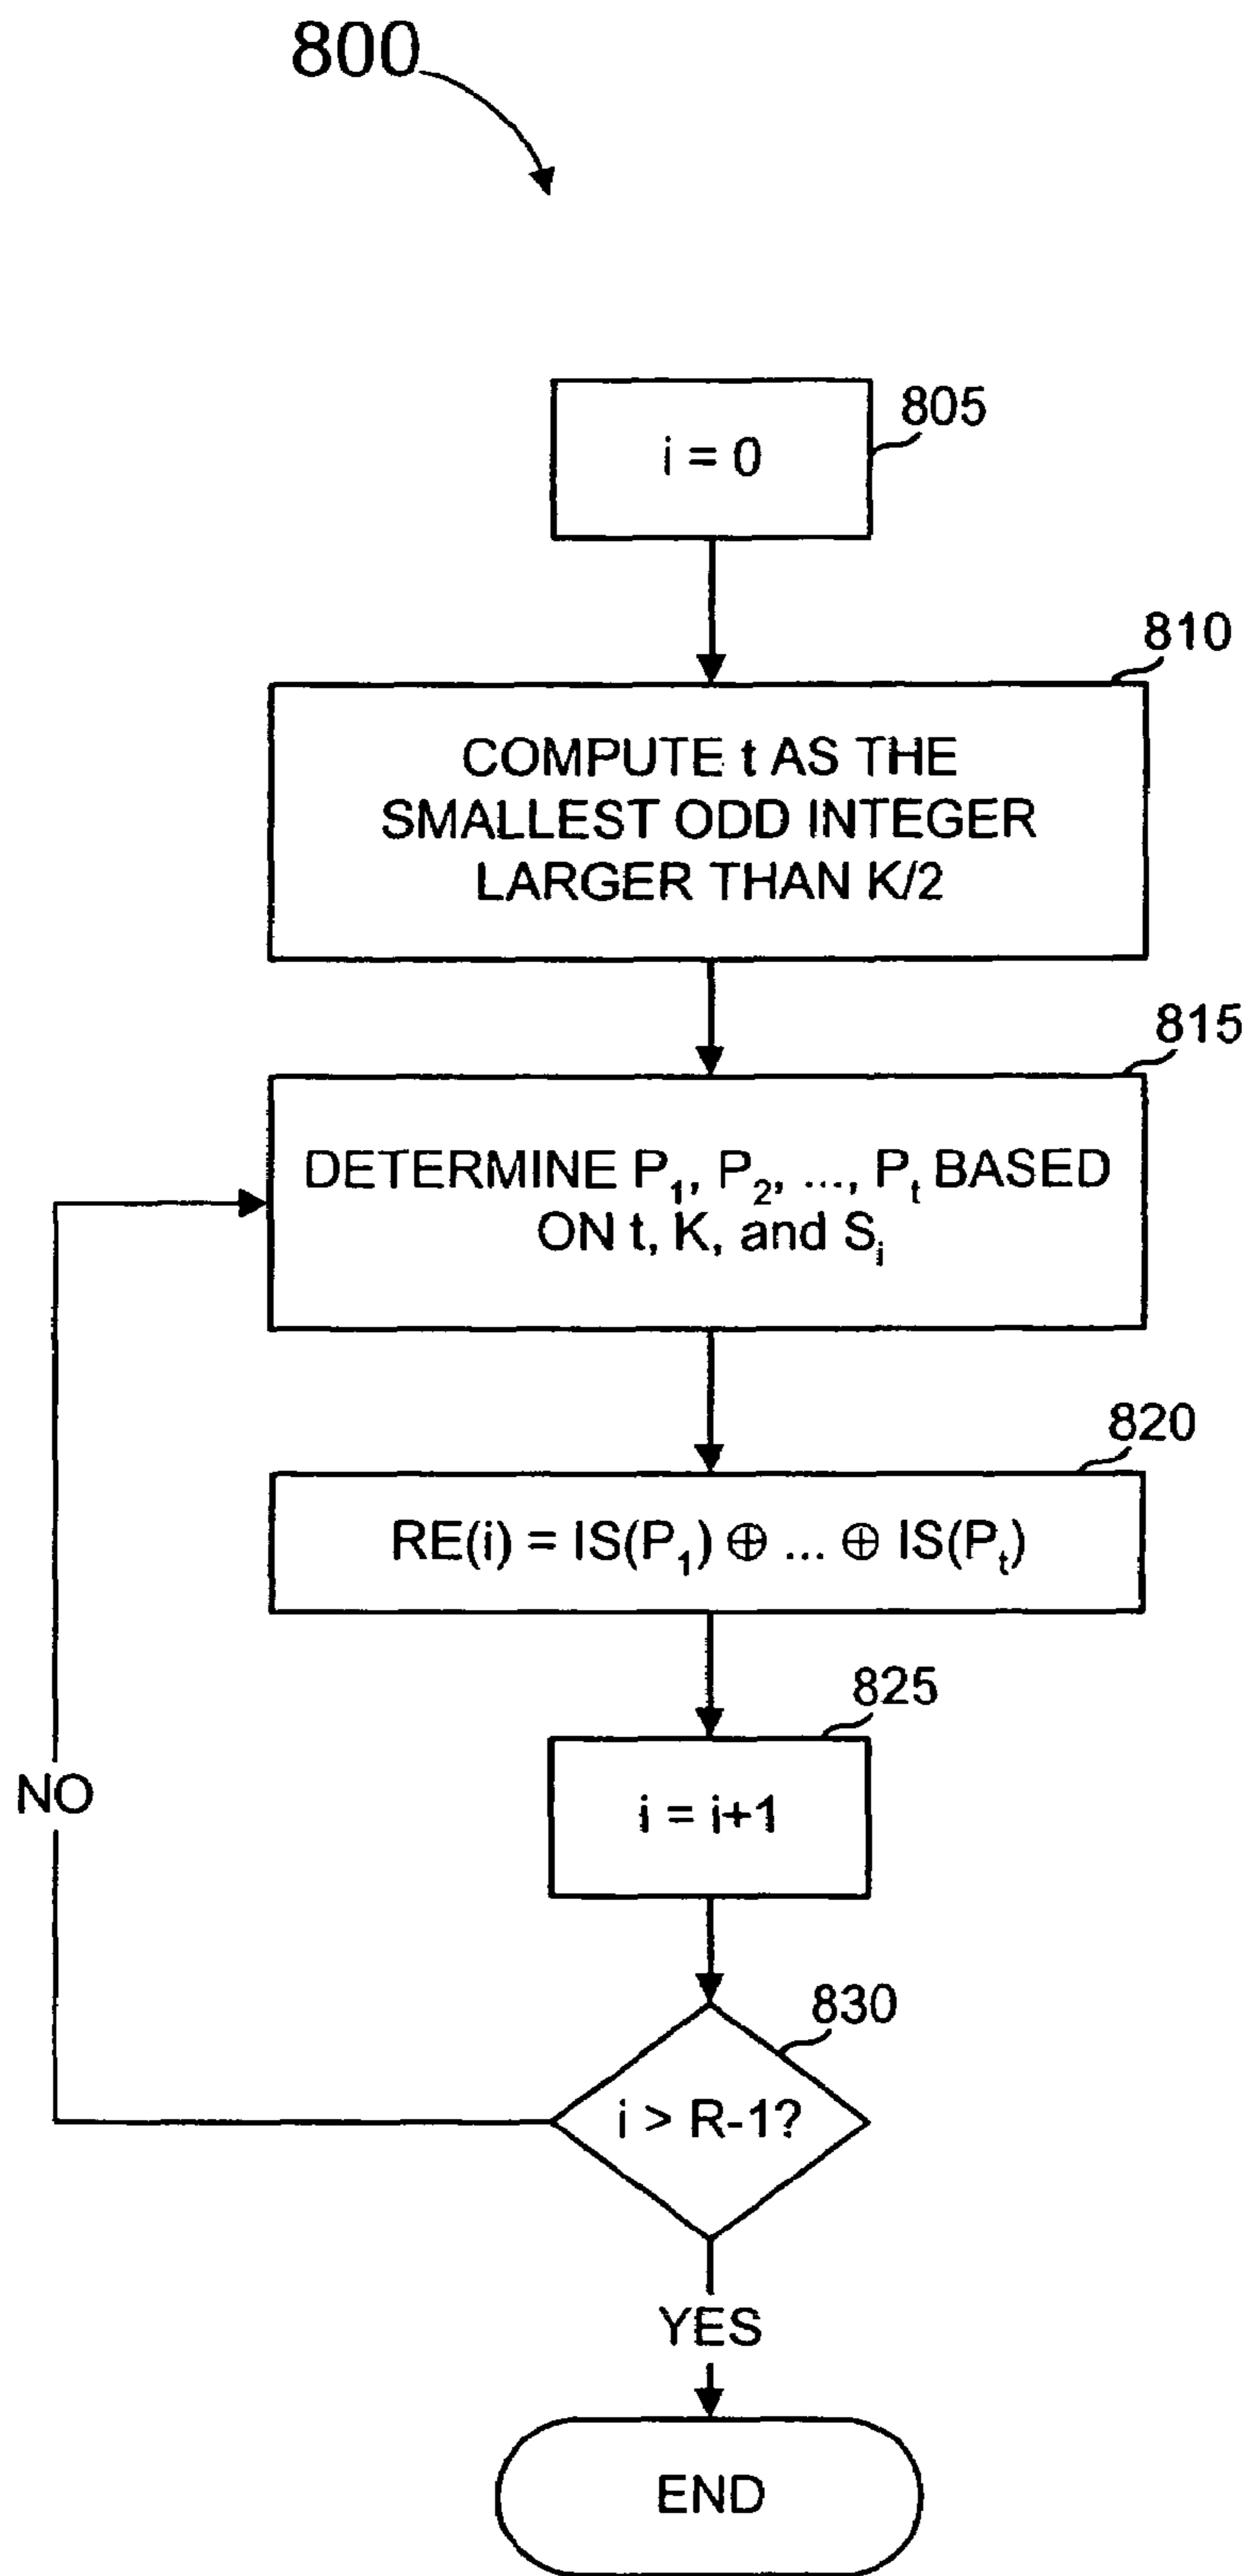 800
805
i = 0
810
COMPUTE t AS THE
SMALLEST ODD INTEGER
LARGER THAN K/2
815
DETERMINE P₁, P₂, ..., Pₜ BASED
ON t, K, and Sᵢ
820
RE(i) = IS(P₁) ⊕ ... ⊕ IS(Pₜ)
825
i = i+1
NO
830
i > R-1?
YES
END